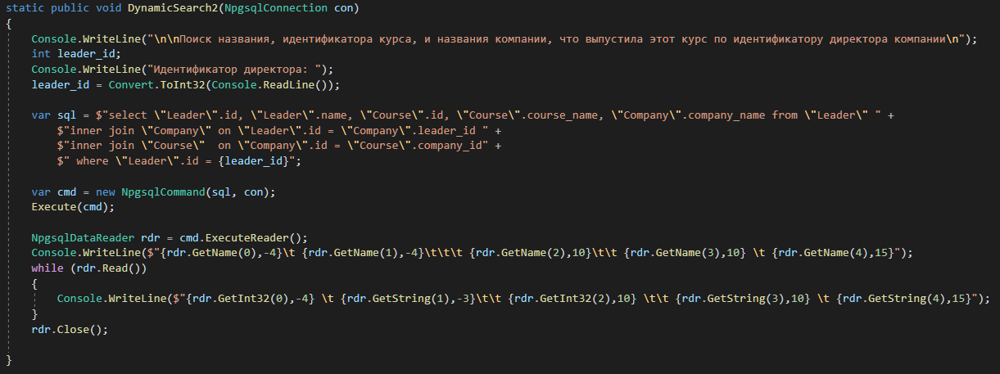 static public void DynamicSearch2(NpgsqlConnection con)
{
Console.WriteLine("\n\nПоиск названия, идентификатора курса, и названия компании, что выпустила этот курс по идентификатору директора компании\n");
int leader_id;
Console.WriteLine("Идентификатор директора: ");
leader_id = Convert.ToInt32(Console.ReadLine());
var sql = $"select \"Leader\".id, \"Leader\".name, \"Course\".id, \"Course\".course_name, \"Company\".company_name from \"Leader\" " +
$"inner join \"Company\" on \"Leader\".id = \"Company\".leader_id " +
$"inner join \"Course\"  on \"Company\".id = \"Course\".company_id" +
$" where \"Leader\".id = {leader_id}";
var cmd = new NpgsqlCommand(sql, con);
Execute(cmd);
NpgsqlDataReader rdr = cmd.ExecuteReader();
Console.WriteLine($"{rdr.GetName(0),-4}\t {rdr.GetName(1),-4}\t\t\t {rdr.GetName(2),10}\t\t {rdr.GetName(3),10} \t {rdr.GetName(4),15}");
while (rdr.Read())
{
Console.WriteLine($"{rdr.GetInt32(0),-4} \t {rdr.GetString(1),-3}\t\t {rdr.GetInt32(2),10} \t\t {rdr.GetString(3),10} \t {rdr.GetString(4),15}");
}
rdr.Close();
}